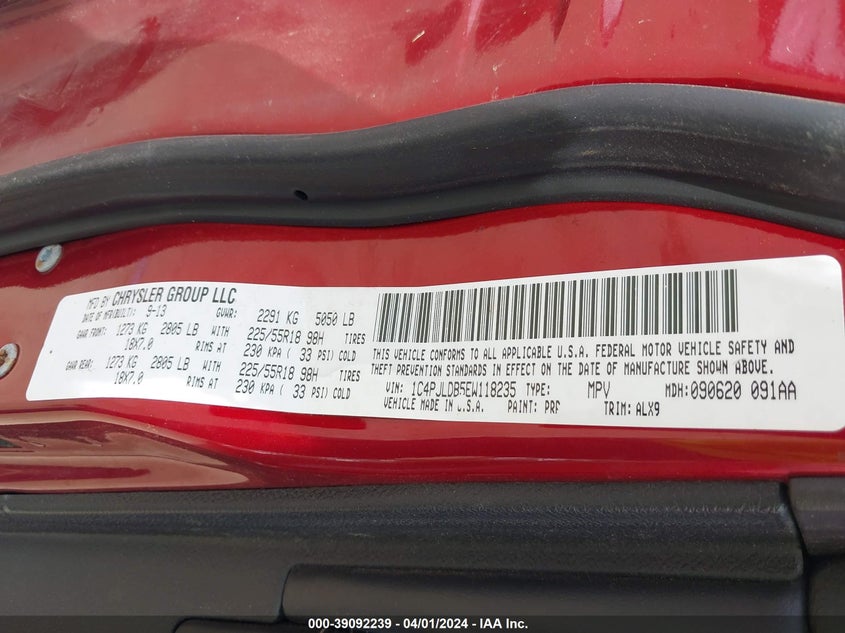 MFD BY CHRYSLER GROUP LLC
DATE OF MFD(BUILT): 9-13 GVWR: 2291 KG 5050 LB
GAWR FRONT: 1273 KG 2805 LB WITH 225/55R18 98H TIRES
18X7.0 RIMS AT 230 KPA ( 33 PSI) COLD
GAWR REAR: 1273 KG 2805 LB WITH 225/55R18 98H TIRES
18X7.0 RIMS AT 230 KPA ( 33 PSI) COLD
THIS VEHICLE CONFORMS TO ALL APPLICABLE U.S.A. FEDERAL MOTOR VEHICLE SAFETY AND
THEFT PREVENTION STANDARDS IN EFFECT ON THE DATE OF MANUFACTURE SHOWN ABOVE.
VIN: 1C4PJLDB5EW118235 TYPE: MPV MDH: 090620 091AA
VEHICLE MADE IN U.S.A. PAINT: PRF TRIM: ALX9
000-39092239 - 04/01/2024 - IAA Inc.